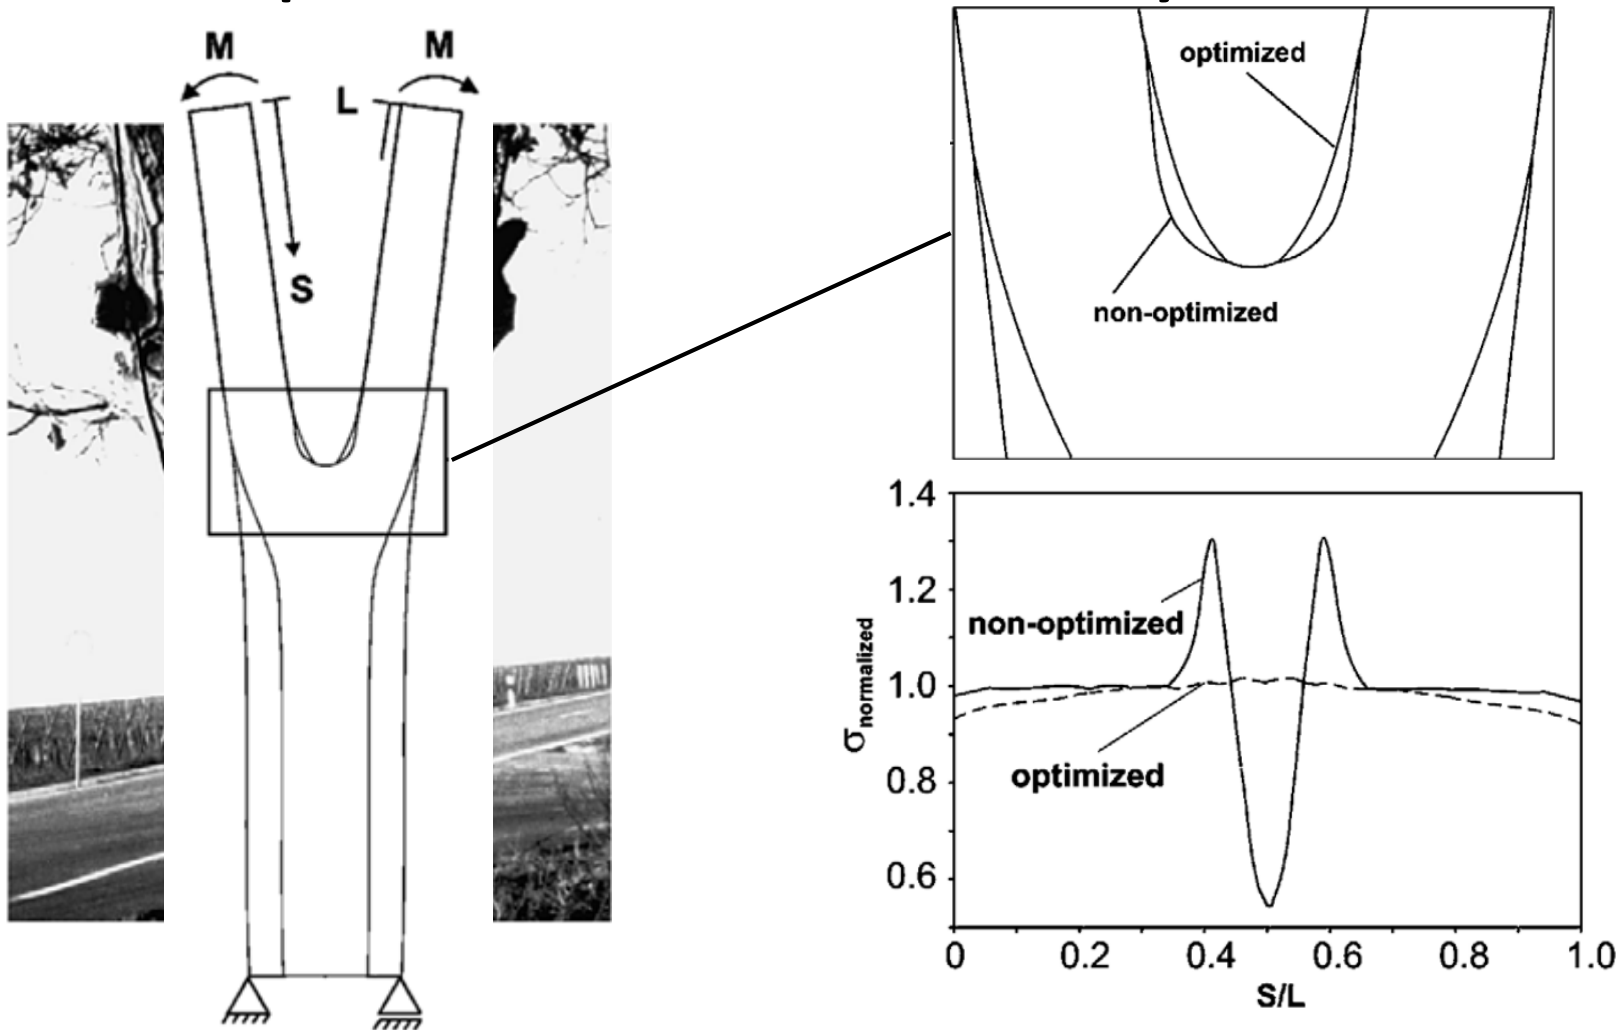 M
M
L
S
optimized
non-optimized
1.4
1.2
1.0
0.8
0.6
σnormalized
non-optimized
optimized
0 0.2 0.4 0.6 0.8 1.0
S/L